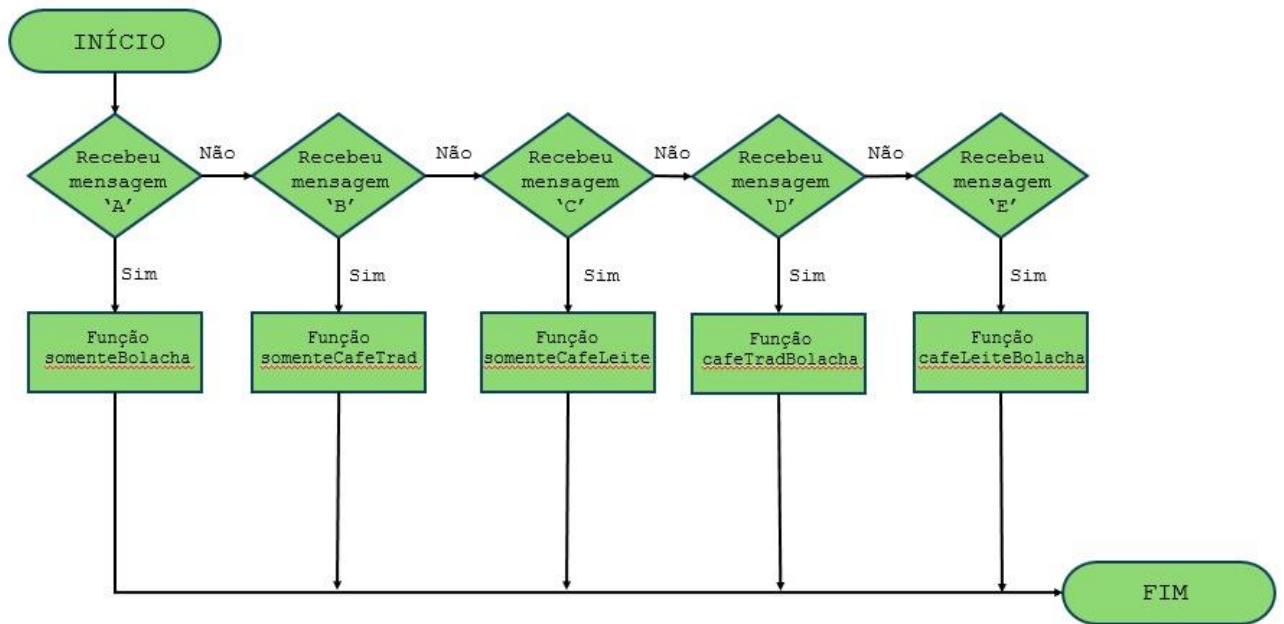 INÍCIO
Recebeu
mensagem
‘A’
Não
Recebeu
mensagem
‘B’
Não
Recebeu
mensagem
‘C’
Não
Recebeu
mensagem
‘D’
Não
Recebeu
mensagem
‘E’
Sim
Sim
Sim
Sim
Sim
Função
somenteBolacha
Função
somenteCafeTrad
Função
somenteCafeLeite
Função
cafeTradBolacha
Função
cafeLeiteBolacha
FIM